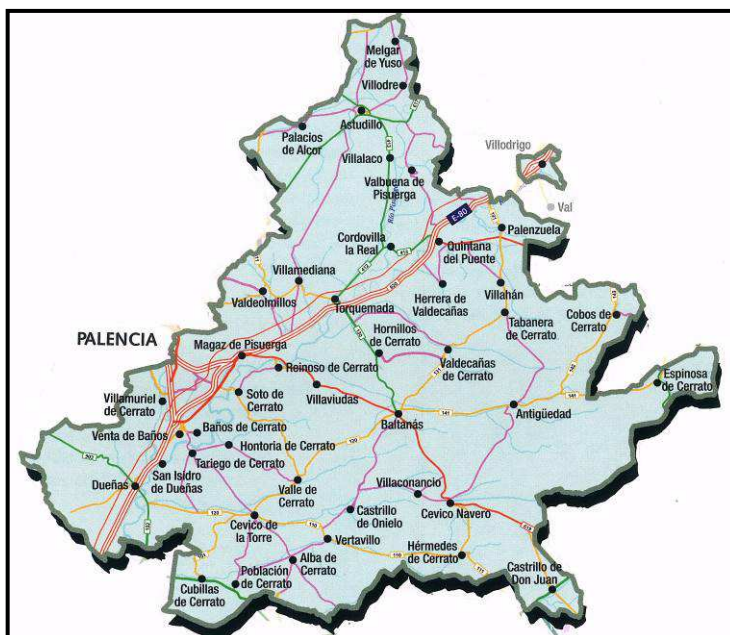 Melgar
de Yuso
Villodre
Astudillo
Palacios
de Alcor
Villodrigo
Villalaco
Valbuena de
Pisuerga
Val
E-80
Palenzuela
Cordovilla
la Real
Quintana
del Puente
Villamediana
Valdeolmillos
Torquemada
Herrera de
Valdecañas
Villahán
Tabanera
de Cerrato
Cobos de
Cerrato
Hornillos
de Cerrato
PALENCIA
Magaz de Pisuerga
Valdecañas
de Cerrato
Reinoso de Cerrato
Espinosa
de Cerrato
Villamuriel
de Cerrato
Soto de
Cerrato
Villaviudas
Baltanás
Antigüedad
Baños de Cerrato
Venta de Baños
Hontoria de Cerrato
Tariego de Cerrato
San Isidro
de Dueñas
Dueñas
Valle de
Cerrato
Villaconancio
Cevico Navero
Castrillo
de Onielo
Cevico de
la Torre
Vertavillo
Hérmedes
de Cerrato
Alba de
Cerrato
Castrillo de
Don Juan
Población
de Cerrato
Cubillas
de Cerrato